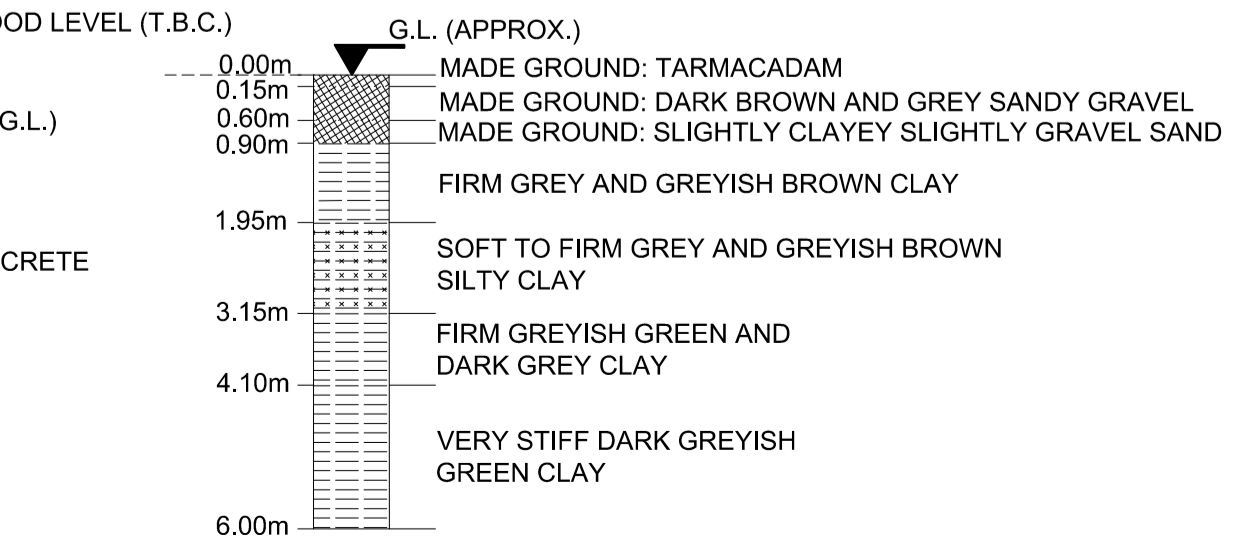 LEVEL (T.B.C.)
G.L. (APPROX.)
0.00m
MADE GROUND: TARMACADAM
0.15m
MADE GROUND: DARK BROWN AND GREY SANDY GRAVEL
G.L.)
0.60m
MADE GROUND: SLIGHTLY CLAYEY SLIGHTLY GRAVEL SAND
0.90m
FIRM GREY AND GREYISH BROWN CLAY
1.95m
SOFT TO FIRM GREY AND GREYISH BROWN
SILTY CLAY
3.15m
FIRM GREYISH GREEN AND
DARK GREY CLAY
4.10m
VERY STIFF DARK GREYISH
GREEN CLAY
6.00m